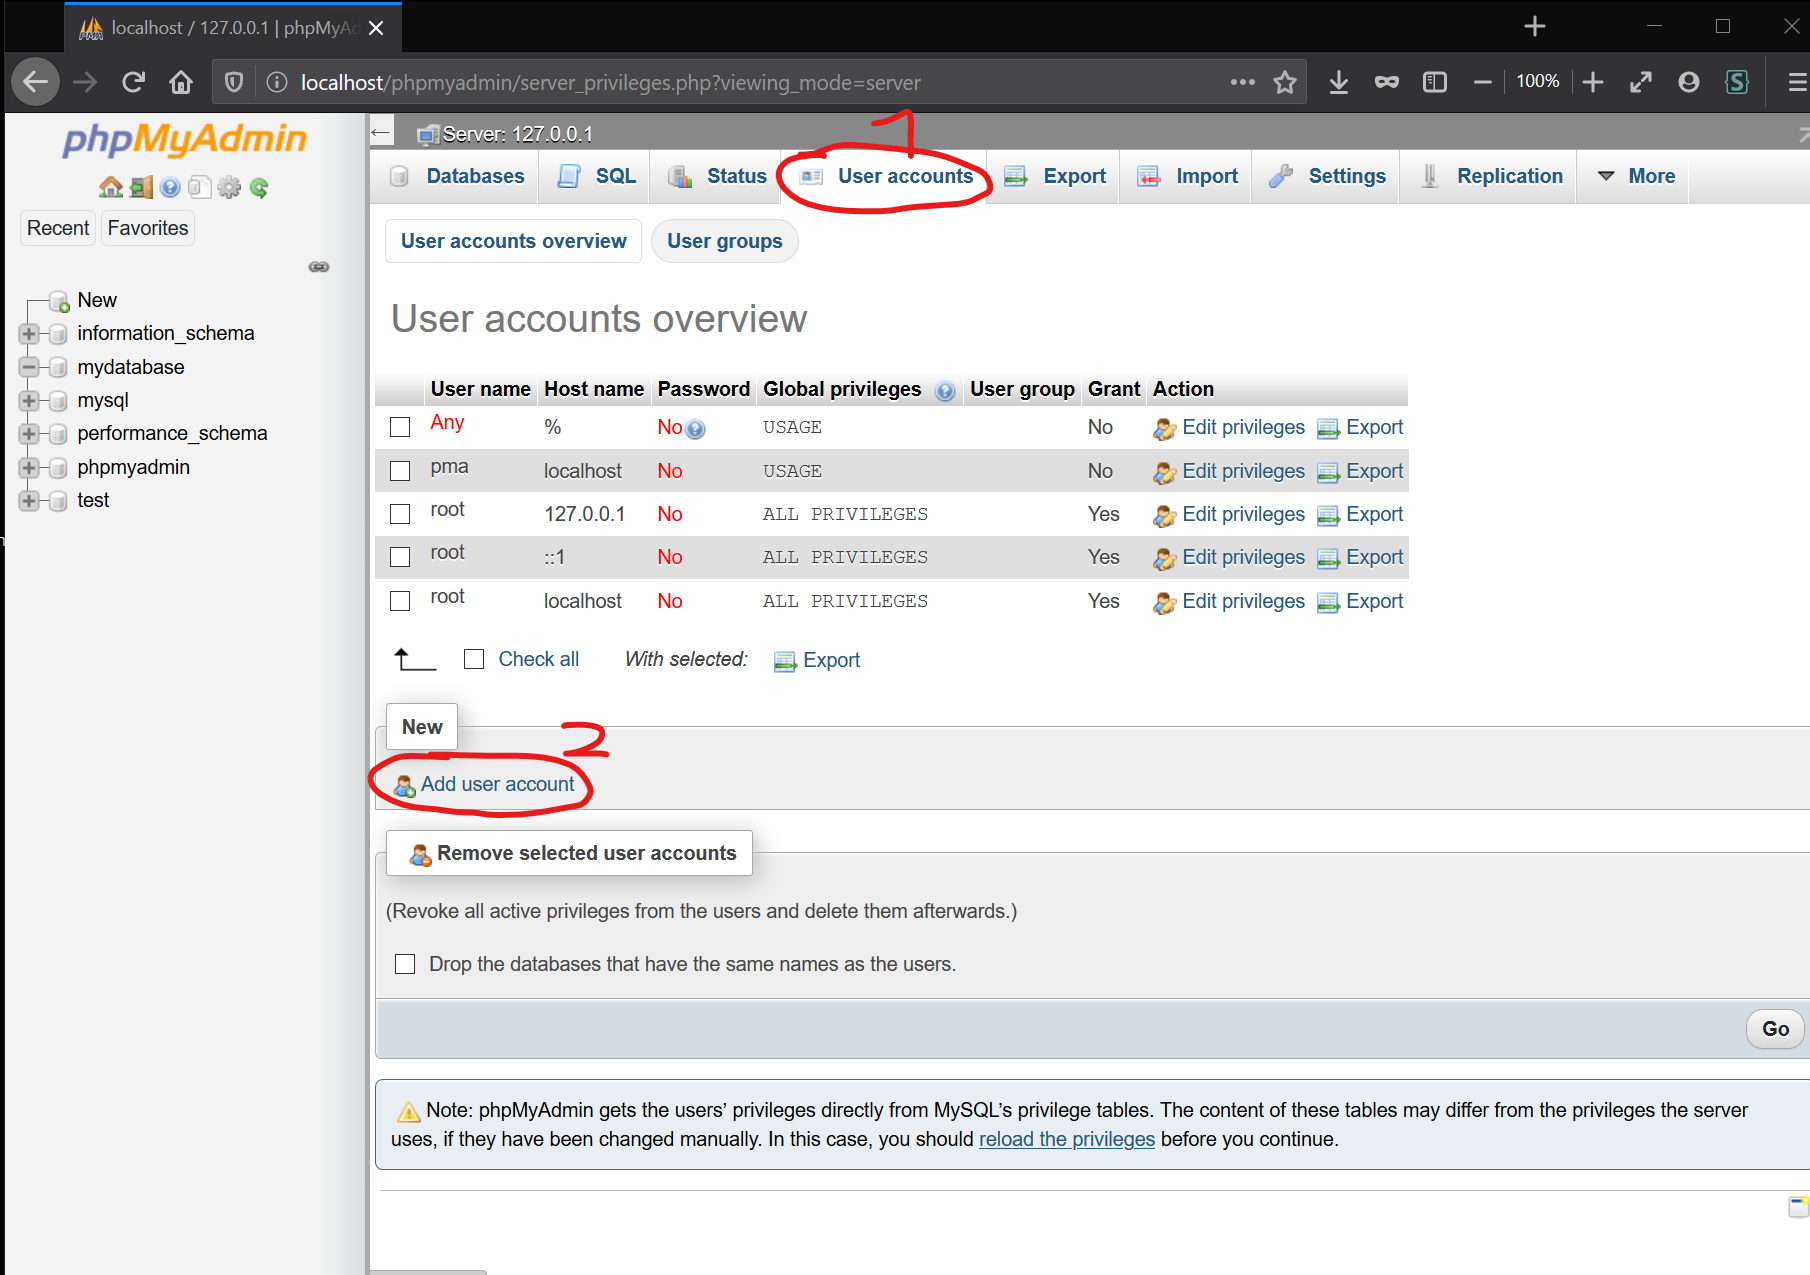 localhost / 127.0.0.1 | phpMyAd
localhost/phpmyadmin/server_privileges.php?viewing_mode=server
100%
phpMyAdmin
Recent Favorites
New
information_schema
mydatabase
mysql
performance_schema
phpmyadmin
test
Server: 127.0.0.1
1
Databases SQL Status User accounts Export Import Settings Replication More
User accounts overview User groups
User accounts overview
User name Host name Password Global privileges User group Grant Action
Any % No USAGE No Edit privileges Export
pma localhost No USAGE No Edit privileges Export
root 127.0.0.1 No ALL PRIVILEGES Yes Edit privileges Export
root ::1 No ALL PRIVILEGES Yes Edit privileges Export
root localhost No ALL PRIVILEGES Yes Edit privileges Export
Check all With selected: Export
New
2
Add user account
Remove selected user accounts
(Revoke all active privileges from the users and delete them afterwards.)
Drop the databases that have the same names as the users.
Go
Note: phpMyAdmin gets the users’ privileges directly from MySQL’s privilege tables. The content of these tables may differ from the privileges the server
uses, if they have been changed manually. In this case, you should reload the privileges before you continue.